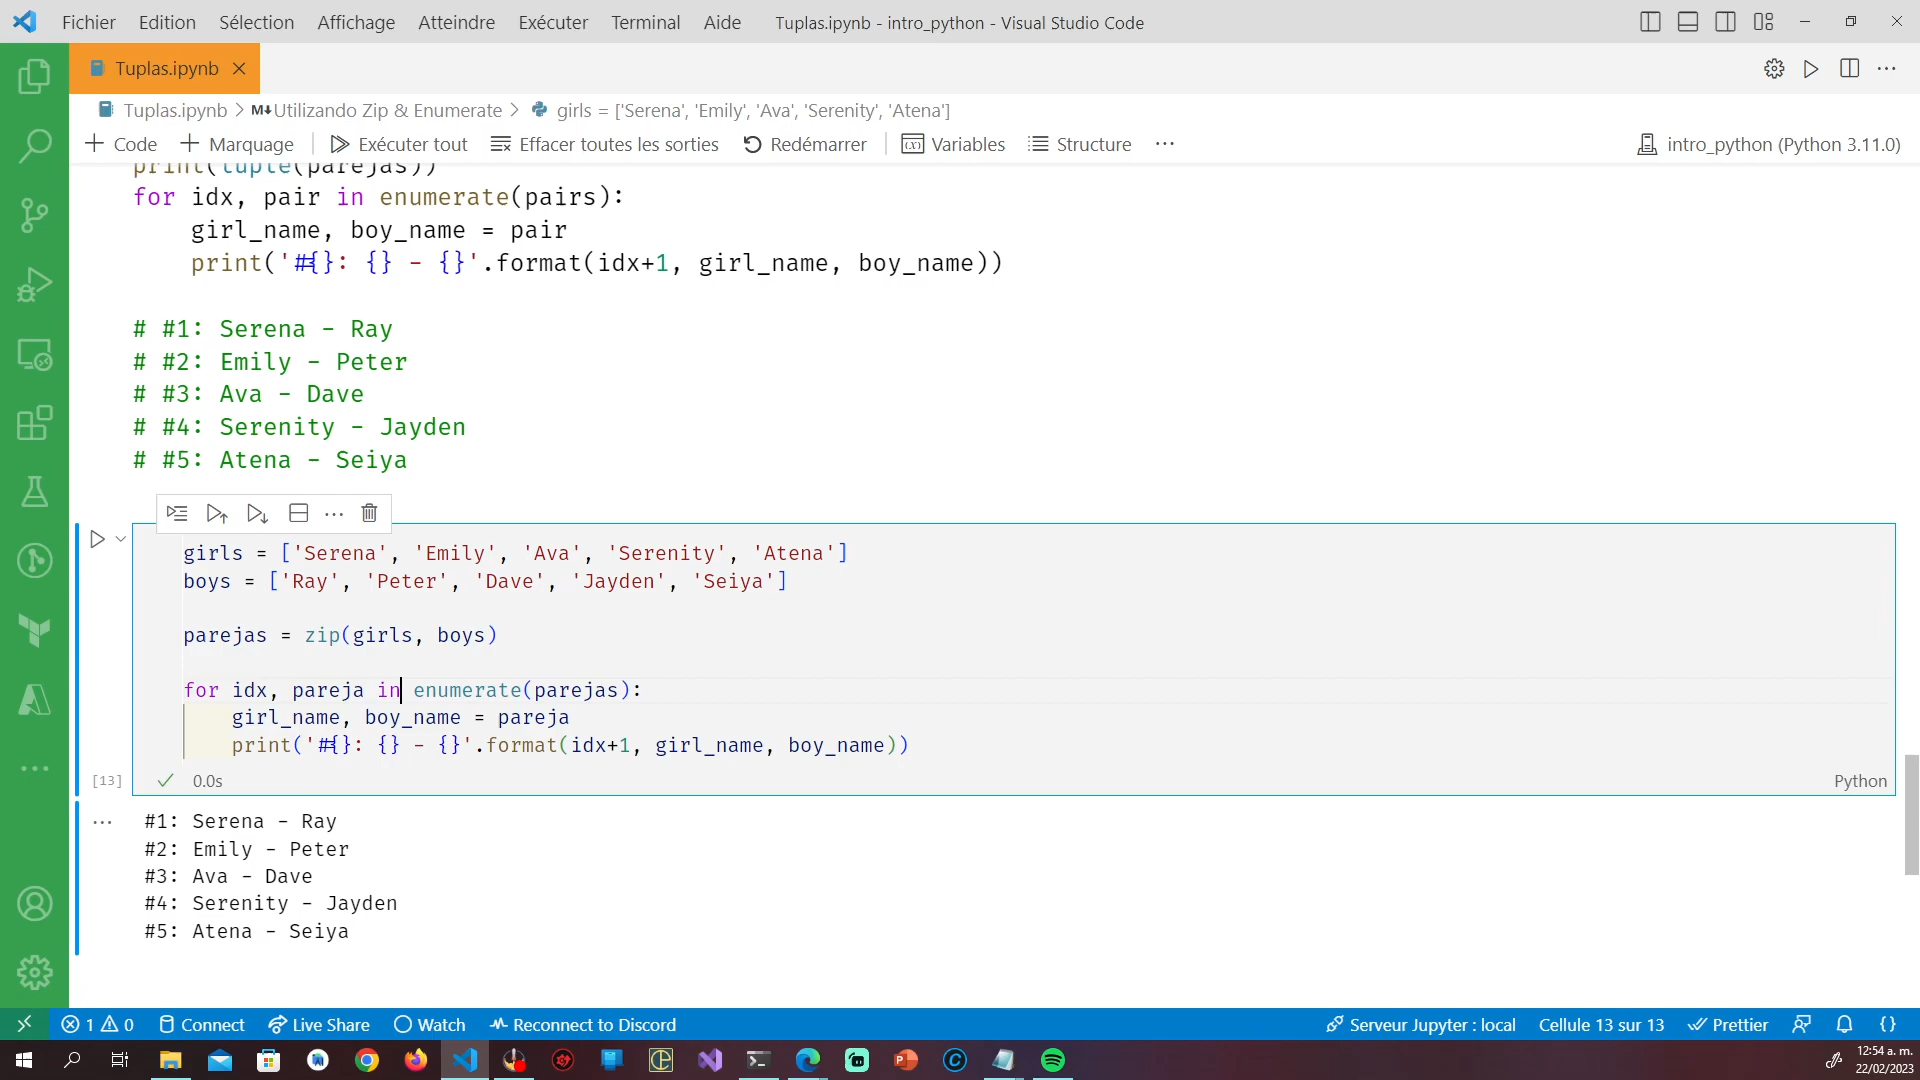 Fichier Edition Sélection Affichage Atteindre Exécuter Terminal Aide Tuplas.ipynb - intro_python - Visual Studio Code
Tuplas.ipynb
Tuplas.ipynb > M↓Utilizando Zip & Enumerate > girls = ['Serena', 'Emily', 'Ava', 'Serenity', 'Atena']
+ Code + Marquage Exécuter tout Effacer toutes les sorties Redémarrer Variables Structure ··· intro_python (Python 3.11.0)
print(tuple(parejas))
for idx, pair in enumerate(pairs):
    girl_name, boy_name = pair
    print('#{}: {} - {}'.format(idx+1, girl_name, boy_name))
# #1: Serena - Ray
# #2: Emily - Peter
# #3: Ava - Dave
# #4: Serenity - Jayden
# #5: Atena - Seiya
girls = ['Serena', 'Emily', 'Ava', 'Serenity', 'Atena']
boys = ['Ray', 'Peter', 'Dave', 'Jayden', 'Seiya']
parejas = zip(girls, boys)
for idx, pareja in enumerate(parejas):
    girl_name, boy_name = pareja
    print('#{}: {} - {}'.format(idx+1, girl_name, boy_name))
[13] ✓ 0.0s Python
#1: Serena - Ray
#2: Emily - Peter
#3: Ava - Dave
#4: Serenity - Jayden
#5: Atena - Seiya
1 0 Connect Live Share Watch Reconnect to Discord Serveur Jupyter : local Cellule 13 sur 13 Prettier
12:54 a. m.
22/02/2023